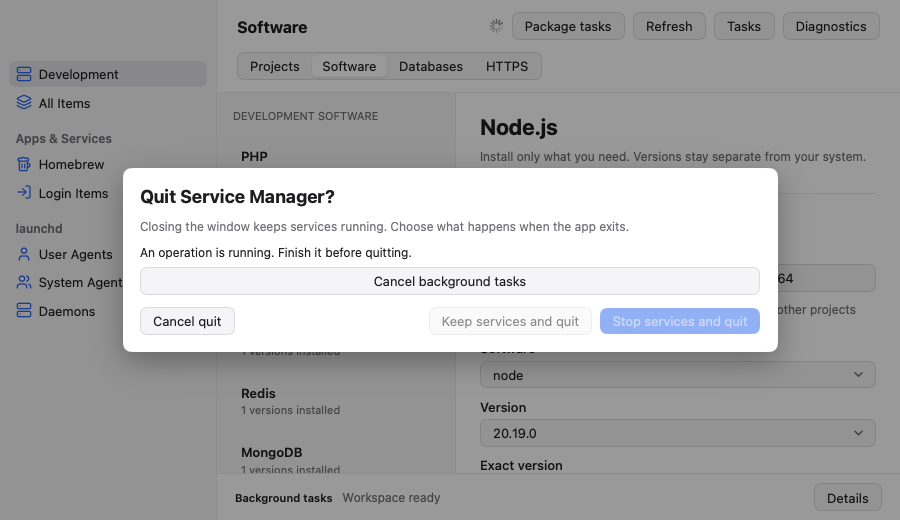 Software
Package tasks
Refresh
Tasks
Diagnostics
Projects
Software
Databases
HTTPS
Development
All Items
Apps & Services
Homebrew
Login Items
launchd
User Agents
System Agent
Daemons
DEVELOPMENT SOFTWARE
PHP
Node.js
Install only what you need. Versions stay separate from your system.
Quit Service Manager?
Closing the window keeps services running. Choose what happens when the app exits.
An operation is running. Finish it before quitting.
Cancel background tasks
Cancel quit
Keep services and quit
Stop services and quit
64
other projects
1 versions installed
Redis
1 versions installed
MongoDB
1 versions installed
node
Version
20.19.0
Exact version
Background tasks
Workspace ready
Details